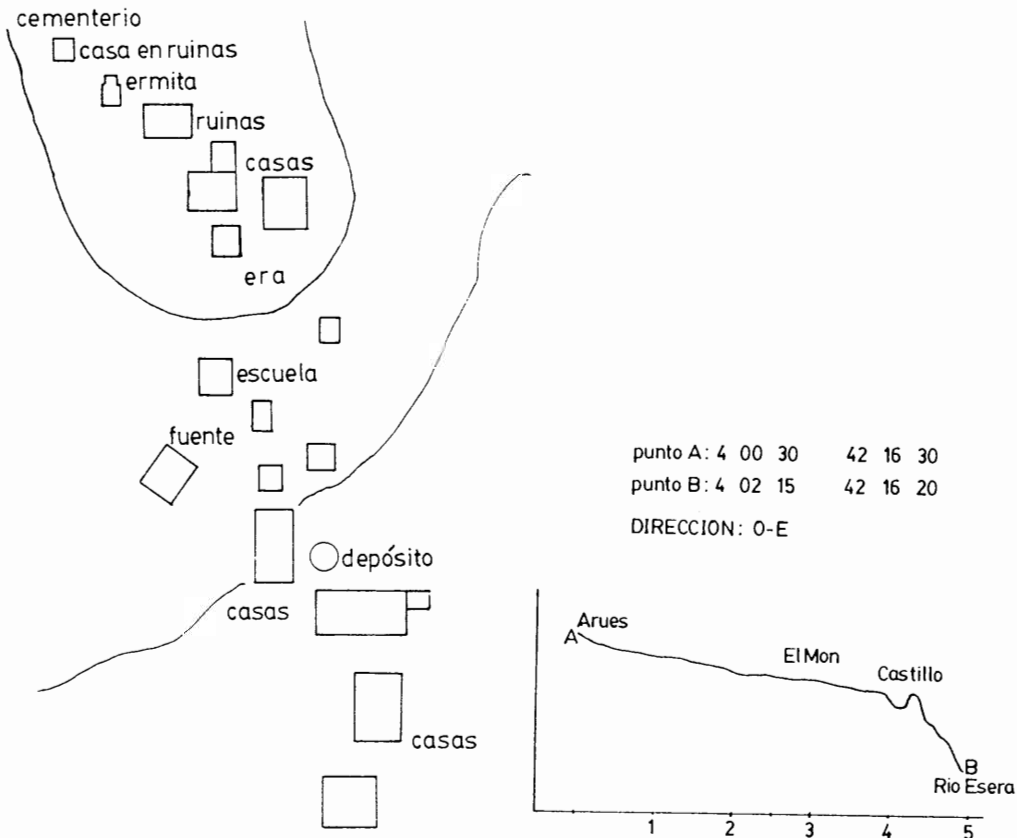 cementerio
casa en ruinas
ermita
ruinas
casas
era
escuela
fuente
depósito
casas
casas
punto A: 4 00 30 42 16 30
punto B: 4 02 15 42 16 20
DIRECCION: O-E
Arues
A
El Mon
Castillo
B
Rio Esera
1 2 3 4 5